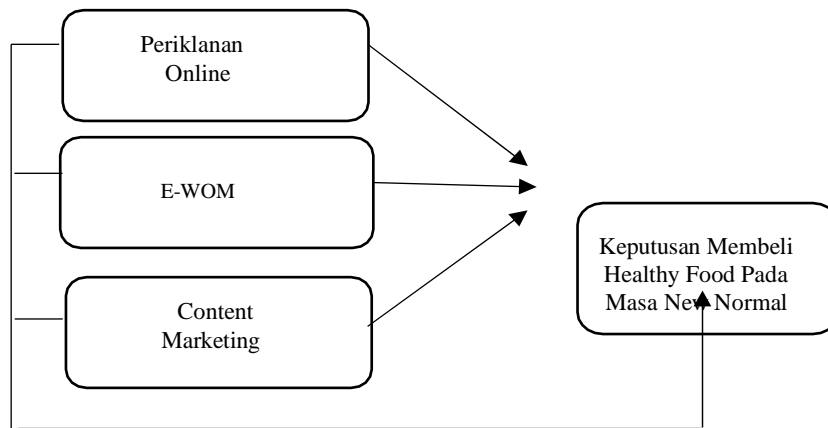 Periklanan
Online
E-WOM
Content
Marketing
Keputusan Membeli
Healthy Food Pada
Masa New Normal